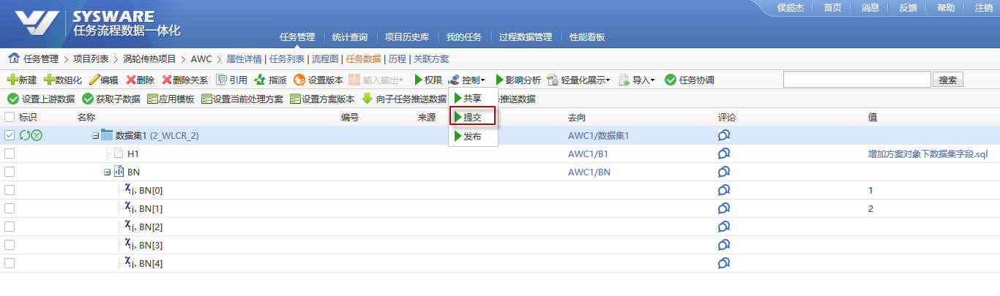 侯超杰 首页 消息 反馈 帮助 注销
SYSWARE
任务流程数据一体化
任务管理 统计查询 项目历史库 我的任务 过程数据管理 性能看板
任务管理 > 项目列表 > 涡轮传热项目 > AWC > 属性详情 | 任务列表 | 流程图 | 任务数据 | 历程 | 关联方案
新建 数组化 编辑 删除 删除关系 引用 指派 设置版本 输入输出 权限 控制 影响分析 轻量化展示 导入 任务协调 搜索
设置上游数据 获取子数据 应用模板 设置当前处理方案 设置方案版本 向子任务推送数据 共享 推送数据
标识 名称 编号 来源 提交 去向 评论 值
数据集1 (2_WLCR_2) 发布 AWC1/数据集1
H1 AWC1/B1 增加方案对象下数据集字段.sql
BN AWC1/BN
BN[0] 1
BN[1] 2
BN[2]
BN[3]
BN[4]